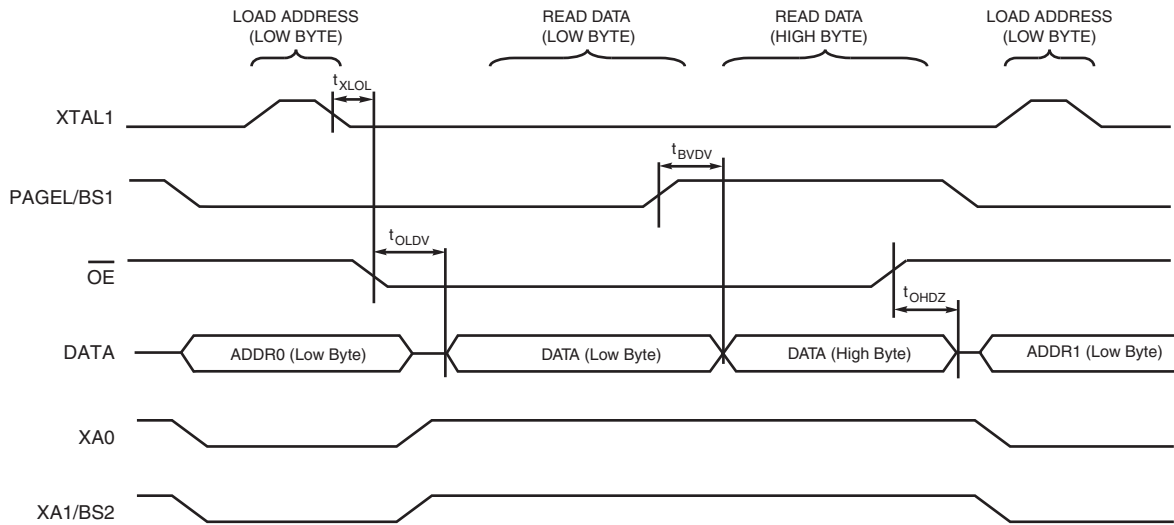 LOAD ADDRESS
(LOW BYTE)
READ DATA
(LOW BYTE)
READ DATA
(HIGH BYTE)
LOAD ADDRESS
(LOW BYTE)
tXLOL
XTAL1
tBVDV
PAGEL/BS1
tOLDV
OE
tOHDZ
DATA
ADDR0 (Low Byte)
DATA (Low Byte)
DATA (High Byte)
ADDR1 (Low Byte)
XA0
XA1/BS2